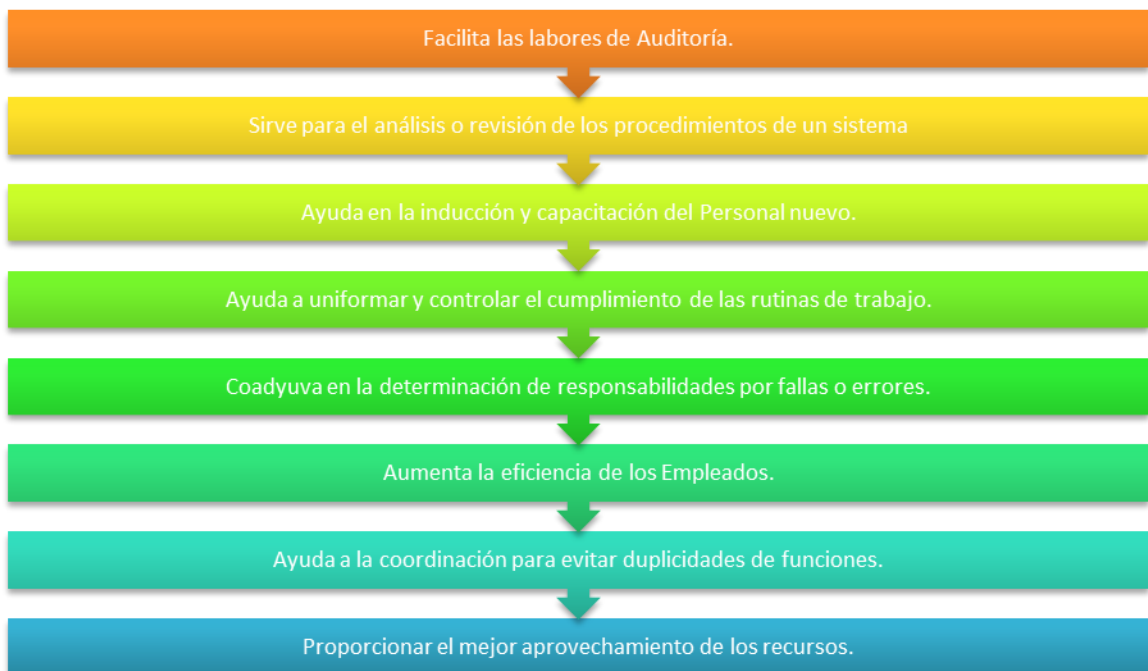 Facilita las labores de Auditoría.
Sirve para el análisis o revisión de los procedimientos de un sistema
Ayuda en la inducción y capacitación del Personal nuevo.
Ayuda a uniformar y controlar el cumplimiento de las rutinas de trabajo.
Coadyuva en la determinación de responsabilidades por fallas o errores.
Aumenta la eficiencia de los Empleados.
Ayuda a la coordinación para evitar duplicidades de funciones.
Proporcionar el mejor aprovechamiento de los recursos.